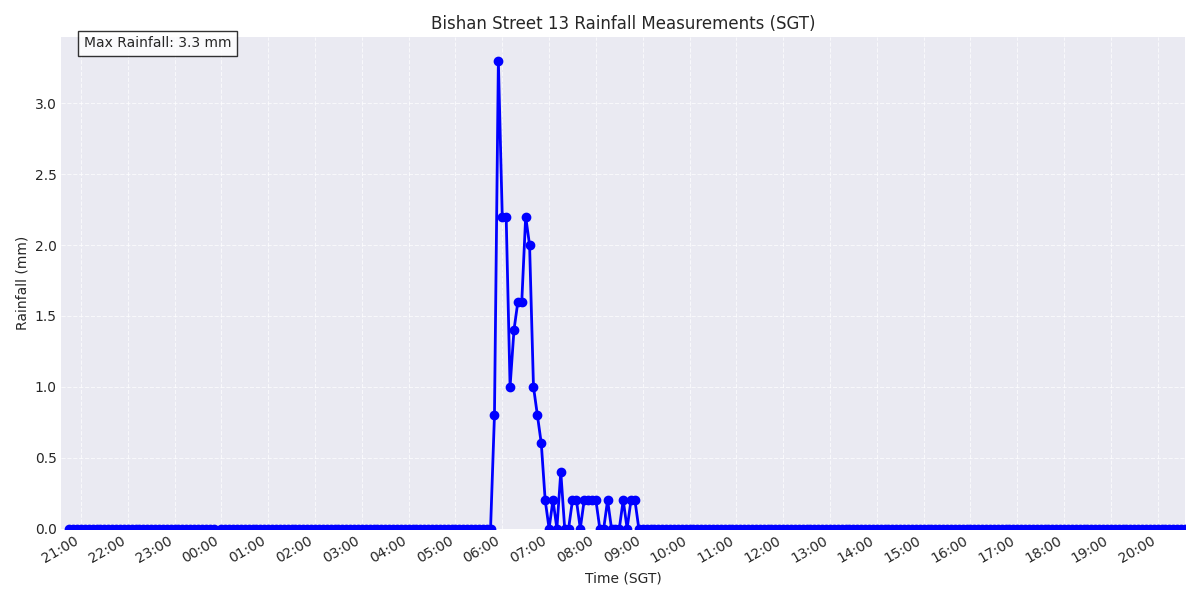 Bishan Street 13 Rainfall Measurements (SGT)
Max Rainfall: 3.3 mm
Rainfall (mm)
3.0
2.5
2.0
1.5
1.0
0.5
0.0
21:00 22:00 23:00 00:00 01:00 02:00 03:00 04:00 05:00 06:00 07:00 08:00 09:00 10:00 11:00 12:00 13:00 14:00 15:00 16:00 17:00 18:00 19:00 20:00
Time (SGT)